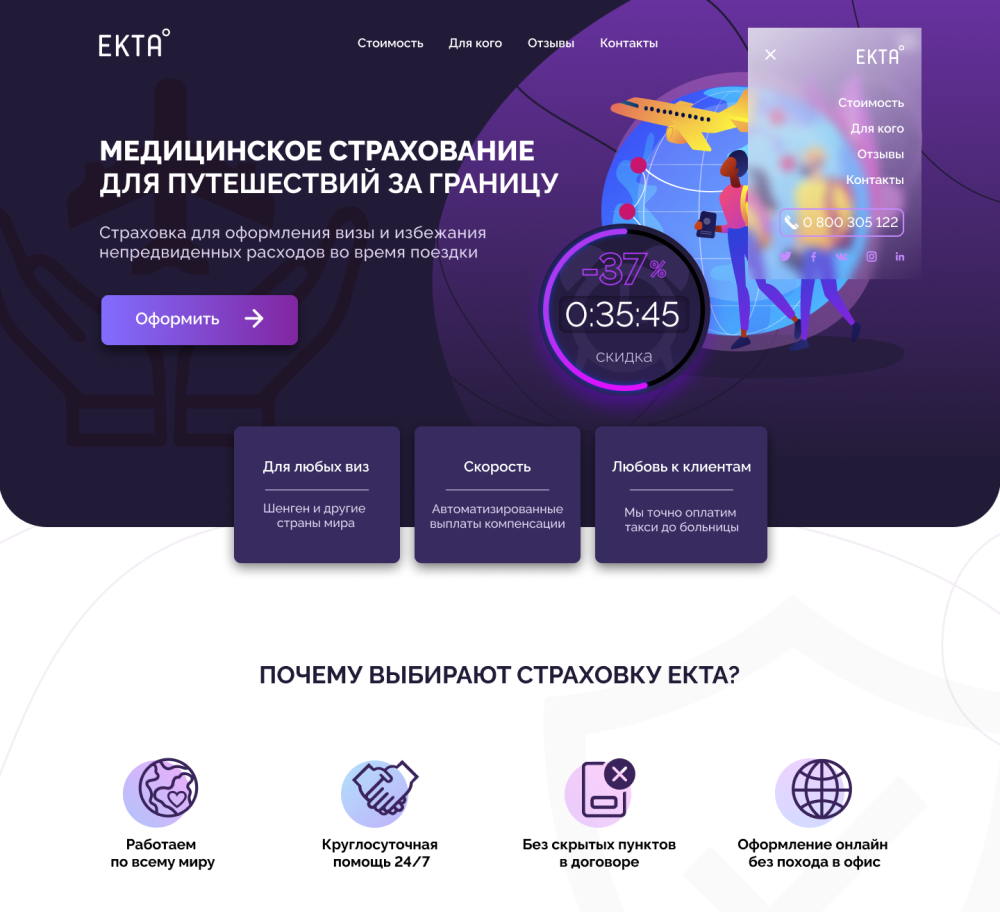 ЕКТА°
Стоимость
Для кого
Отзывы
Контакты
ЕКТА°
Стоимость
Для кого
Отзывы
Контакты
0 800 305 122
МЕДИЦИНСКОЕ СТРАХОВАНИЕ
ДЛЯ ПУТЕШЕСТВИЙ ЗА ГРАНИЦУ
Страховка для оформления визы и избежания
непредвиденных расходов во время поездки
Оформить
-37%
0:35:45
скидка
Для любых виз
Шенген и другие
страны мира
Скорость
Автоматизированные
выплаты компенсации
Любовь к клиентам
Мы точно оплатим
такси до больницы
ПОЧЕМУ ВЫБИРАЮТ СТРАХОВКУ ЕКТА?
Работаем
по всему миру
Круглосуточная
помощь 24/7
Без скрытых пунктов
в договоре
Оформление онлайн
без похода в офис